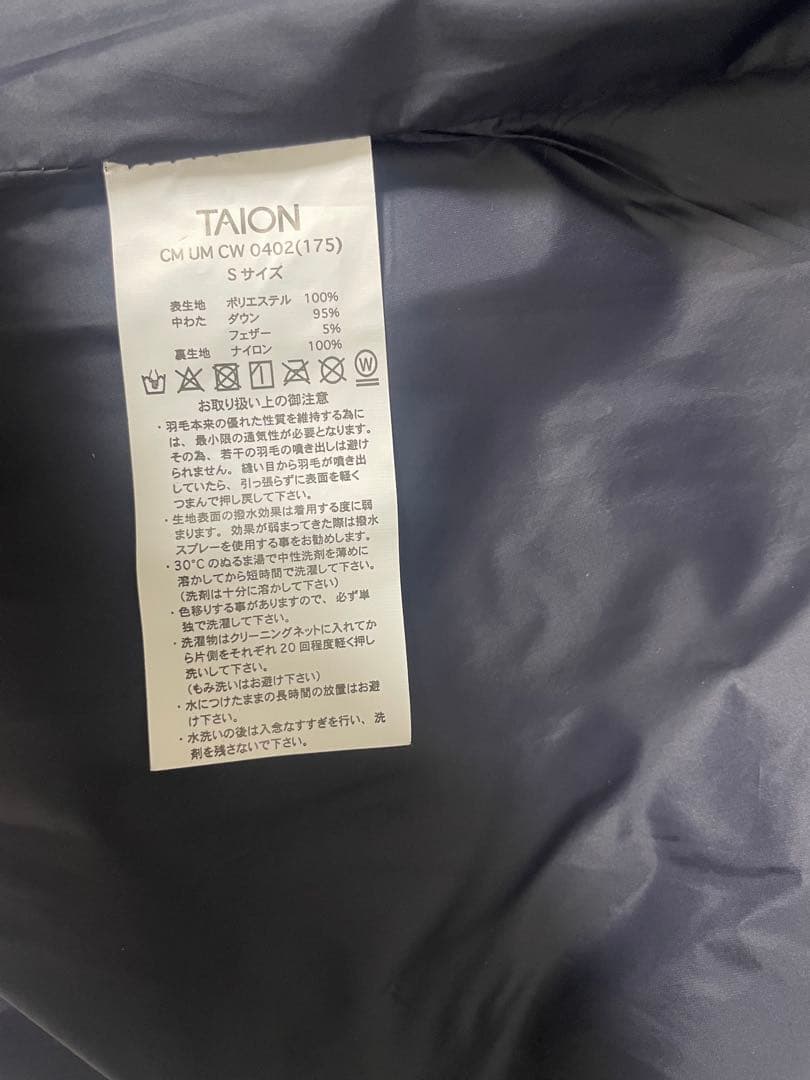 TAION
CM UM CW 0402(175)
S サイズ
表生地 ポリエステル 100%
中わた ダウン 95%
フェザー 5%
裏生地 ナイロン 100%
W
お取り扱い上の御注意
・羽毛本来の優れた性質を維持する為に
は、最小限の通気性が必要となります。
その為、若干の羽毛の噴き出しは避け
られません。縫い目から羽毛が噴き出
していたら、引っ張らずに表面を軽く
つまんで押し戻して下さい。
・生地表面の撥水効果は着用する度に弱
まります。効果が弱まってきた際は撥水
スプレーを使用する事をお勧めします。
・30°Cのぬるま湯で中性洗剤を薄めに
溶かしてから短時間で洗濯して下さい。
(洗剤は十分に溶かして下さい)
・色移りする事がありますので、必ず単
独で洗濯して下さい。
・洗濯物はクリーニングネットに入れてか
ら片側をそれぞれ20回程度軽く押し
洗いして下さい。
(もみ洗いはお避け下さい)
・水につけたままの長時間の放置はお避
け下さい。
・水洗いの後は入念なすすぎを行い、洗
剤を残さないで下さい。